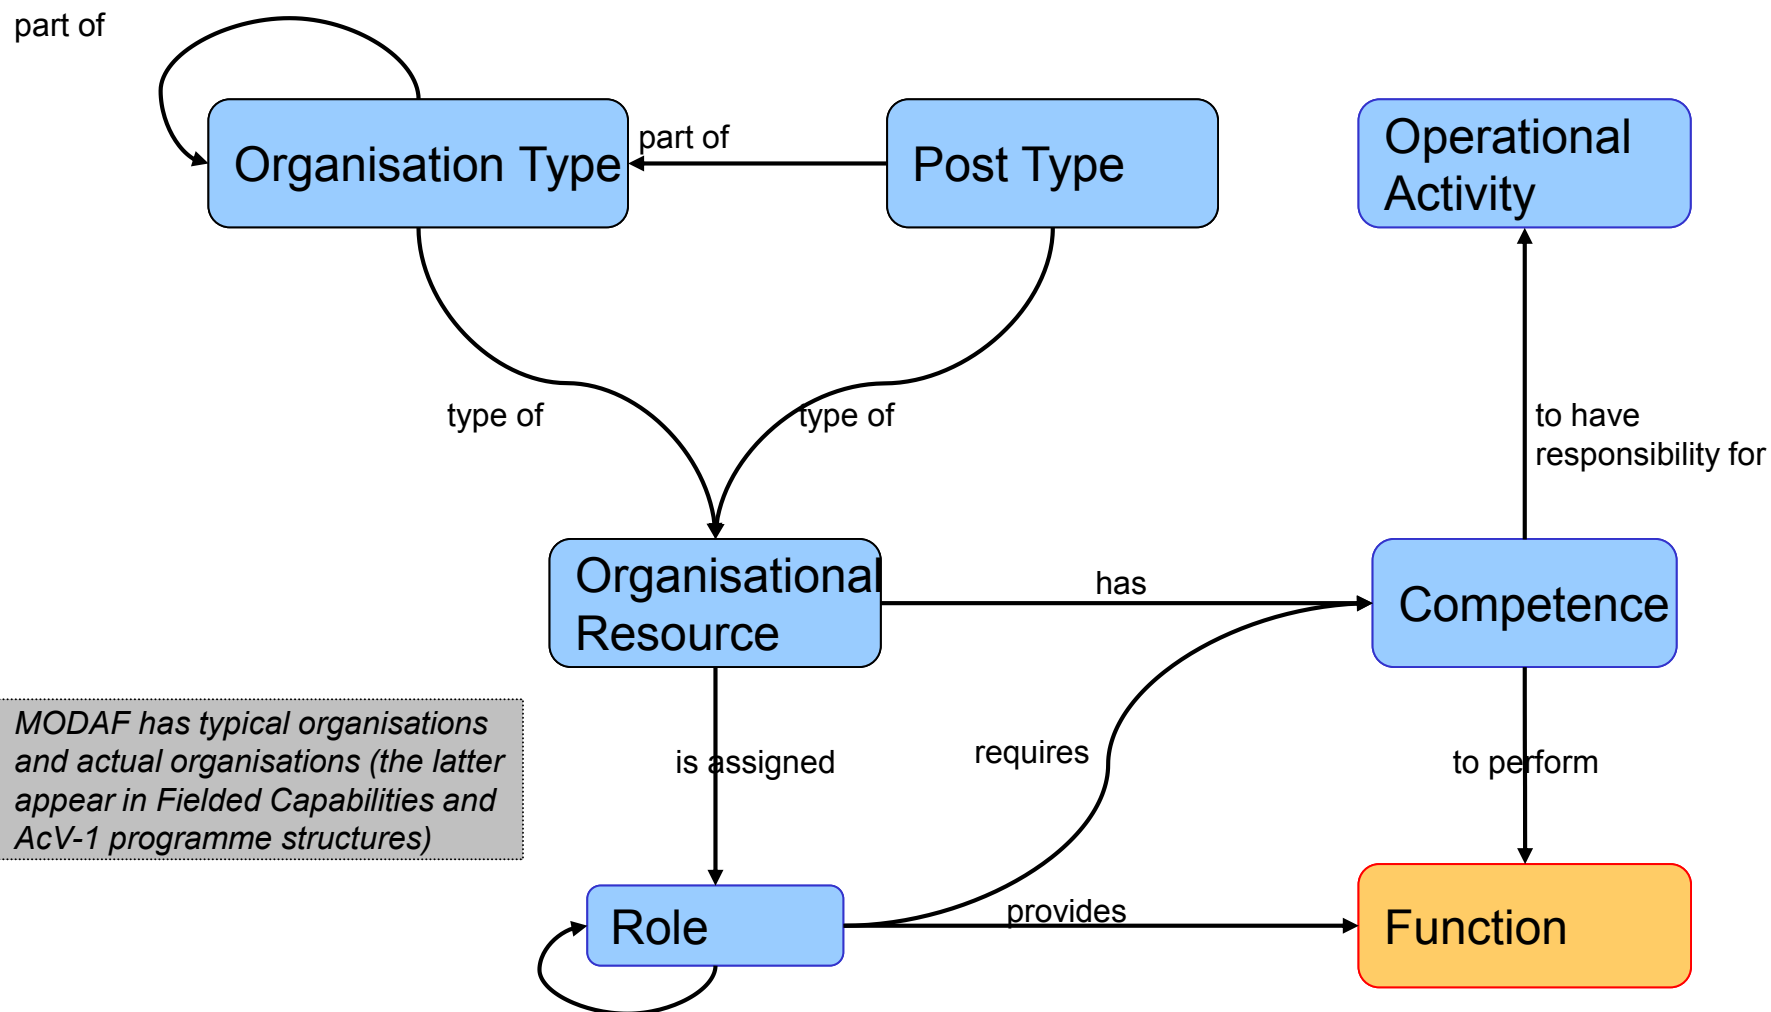 part of
Organisation Type
part of
Post Type
Operational
Activity
type of
type of
to have
responsibility for
Organisational
Resource
has
Competence
MODAF has typical organisations
and actual organisations (the latter
appear in Fielded Capabilities and
AcV-1 programme structures)
is assigned
requires
to perform
Role
provides
Function